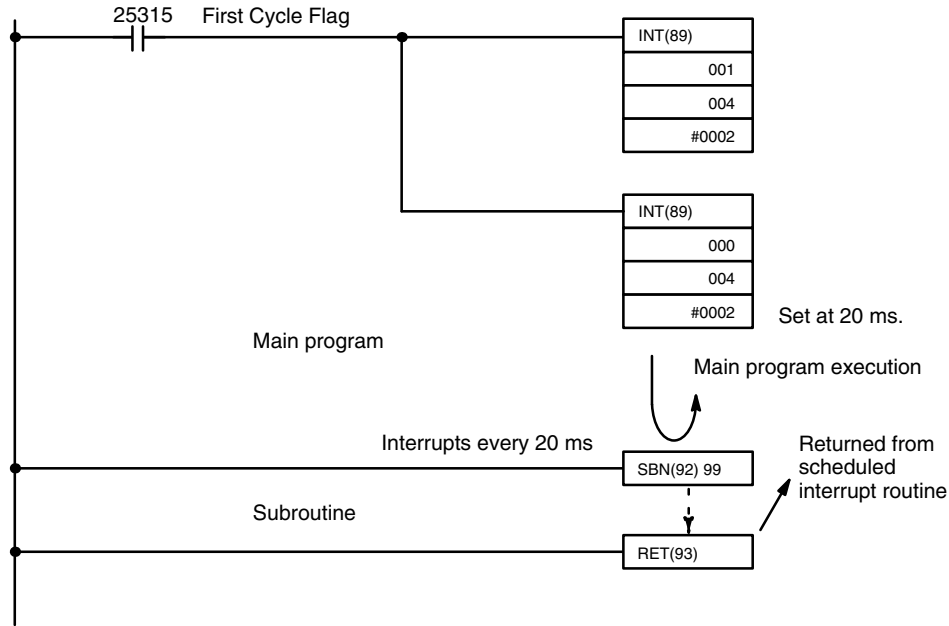 25315 First Cycle Flag
INT(89)
001
004
#0002
INT(89)
000
004
#0002
Set at 20 ms.
Main program
Main program execution
Interrupts every 20 ms
SBN(92) 99
Returned from
scheduled
interrupt routine
Subroutine
RET(93)